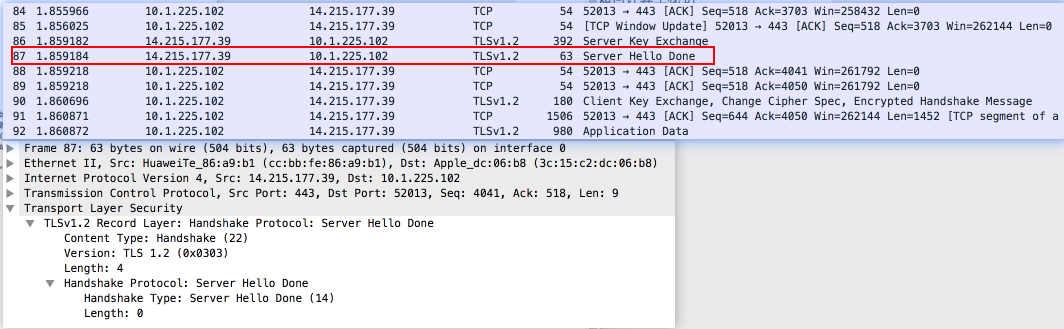 84 1.855966 10.1.225.102 14.215.177.39 TCP 54 52013 → 443 [ACK] Seq=518 Ack=3703 Win=258432 Len=0
85 1.856025 10.1.225.102 14.215.177.39 TCP 54 [TCP Window Update] 52013 → 443 [ACK] Seq=518 Ack=3703 Win=262144 Len=0
86 1.859182 14.215.177.39 10.1.225.102 TLSv1.2 392 Server Key Exchange
87 1.859184 14.215.177.39 10.1.225.102 TLSv1.2 63 Server Hello Done
88 1.859218 10.1.225.102 14.215.177.39 TCP 54 52013 → 443 [ACK] Seq=518 Ack=4041 Win=261792 Len=0
89 1.859218 10.1.225.102 14.215.177.39 TCP 54 52013 → 443 [ACK] Seq=518 Ack=4050 Win=261792 Len=0
90 1.860696 10.1.225.102 14.215.177.39 TLSv1.2 180 Client Key Exchange, Change Cipher Spec, Encrypted Handshake Message
91 1.860871 10.1.225.102 14.215.177.39 TCP 1506 52013 → 443 [ACK] Seq=644 Ack=4050 Win=262144 Len=1452 [TCP segment of a
92 1.860872 10.1.225.102 14.215.177.39 TLSv1.2 980 Application Data
Frame 87: 63 bytes on wire (504 bits), 63 bytes captured (504 bits) on interface 0
Ethernet II, Src: HuaweiTe_86:a9:b1 (cc:bb:fe:86:a9:b1), Dst: Apple_dc:06:b8 (3c:15:c2:dc:06:b8)
Internet Protocol Version 4, Src: 14.215.177.39, Dst: 10.1.225.102
Transmission Control Protocol, Src Port: 443, Dst Port: 52013, Seq: 4041, Ack: 518, Len: 9
Transport Layer Security
TLSv1.2 Record Layer: Handshake Protocol: Server Hello Done
Content Type: Handshake (22)
Version: TLS 1.2 (0x0303)
Length: 4
Handshake Protocol: Server Hello Done
Handshake Type: Server Hello Done (14)
Length: 0